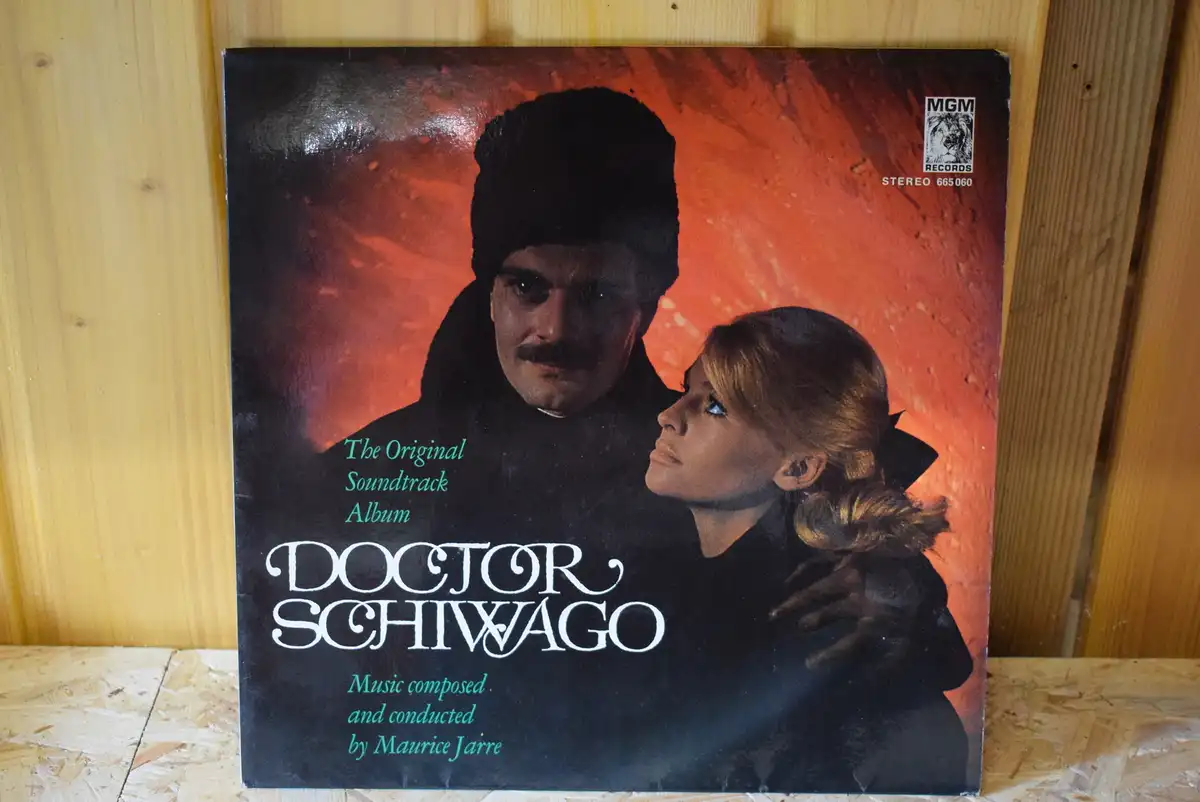 MGM
RECORDS
STEREO 665 060
The Original
Soundtrack
Album
DOCTOR
SCHIWAGO
Music composed
and conducted
by Maurice Jarre